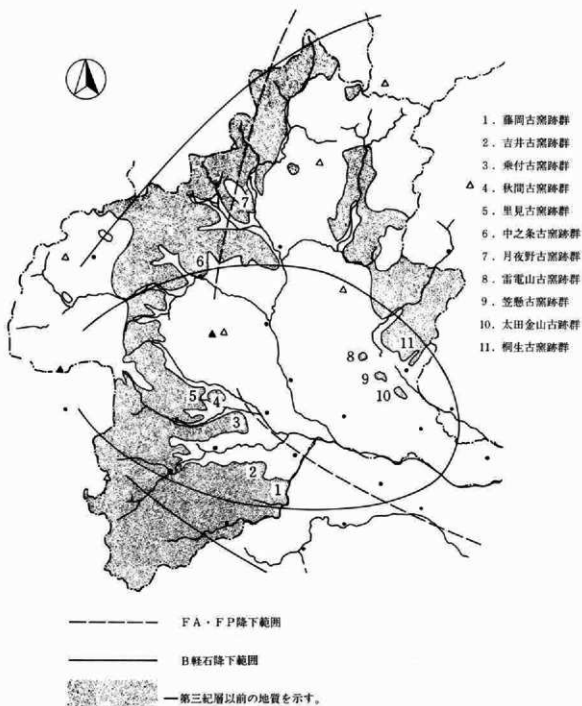 1．藤岡古窯跡群
2．吉井古窯跡群
3．乗付古窯跡群
4．秋間古窯跡群
5．里見古窯跡群
6．中之条古窯跡群
7．月夜野古窯跡群
8．雷電山古窯跡群
9．笠懸古窯跡群
10．太田金山古跡群
11．桐生古窯跡群
7
6
11
8
9
10
5
4
3
2
1
ＦＡ・ＦＰ降下範囲
Ｂ軽石降下範囲
—第三紀層以前の地質を示す。